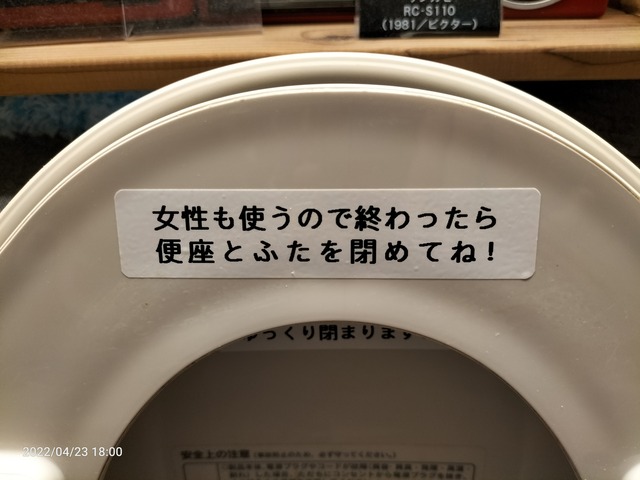 RC-S110
(1981/ビクター)
女性も使うので終わったら
便座とふたを閉めてね!
っくり閉まります
安全上の注意
2022/04/23 18:00